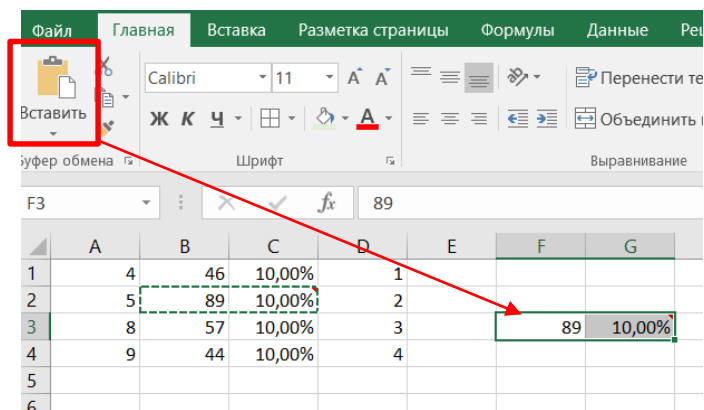 Файл Главная Вставка Разметка страницы Формулы Данные
Calibri 11 A A Перенести
Вставить Ж К Ч А Объединить
буфер обмена Шрифт Выравнивание
F3 fx 89
A B C D E F G
1 4 46 10,00% 1
2 5 89 10,00% 2
3 8 57 10,00% 3 89 10,00%
4 9 44 10,00% 4
5
6